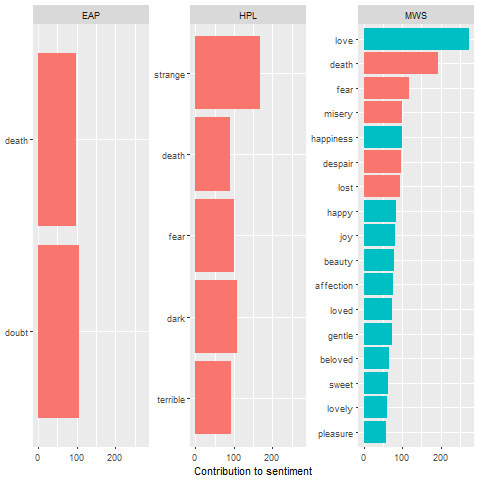 EAP
death
doubt
0 100 200
HPL
strange
death
fear
dark
terrible
0 100 200
MWS
love
death
fear
misery
happiness
despair
lost
happy
joy
beauty
affection
loved
gentle
beloved
sweet
lovely
pleasure
0 100 200
Contribution to sentiment